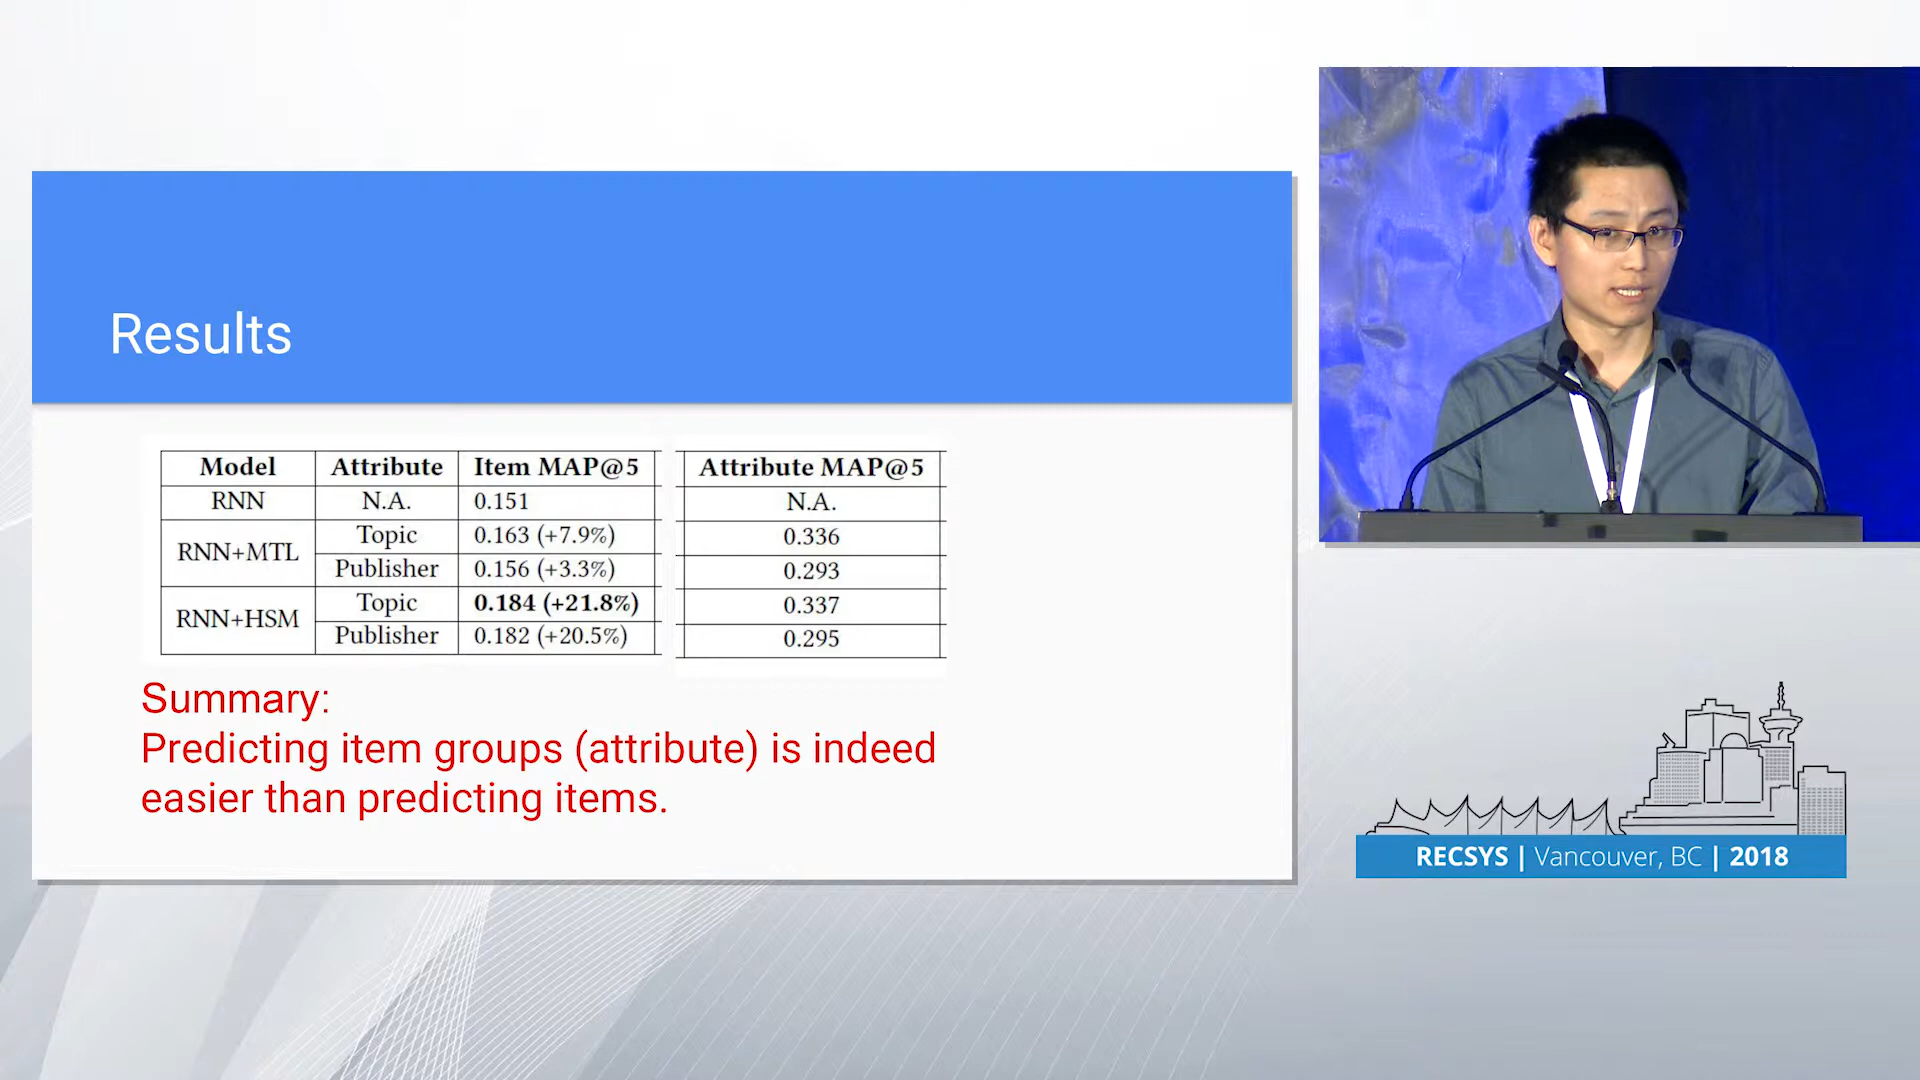 Results
Model Attribute Item MAP@5 Attribute MAP@5
RNN N.A. 0.151 N.A.
RNN+MTL Topic 0.163 (+7.9%) 0.336
Publisher 0.156 (+3.3%) 0.293
RNN+HSM Topic 0.184 (+21.8%) 0.337
Publisher 0.182 (+20.5%) 0.295
Summary:
Predicting item groups (attribute) is indeed
easier than predicting items.
RECSYS | Vancouver, BC | 2018